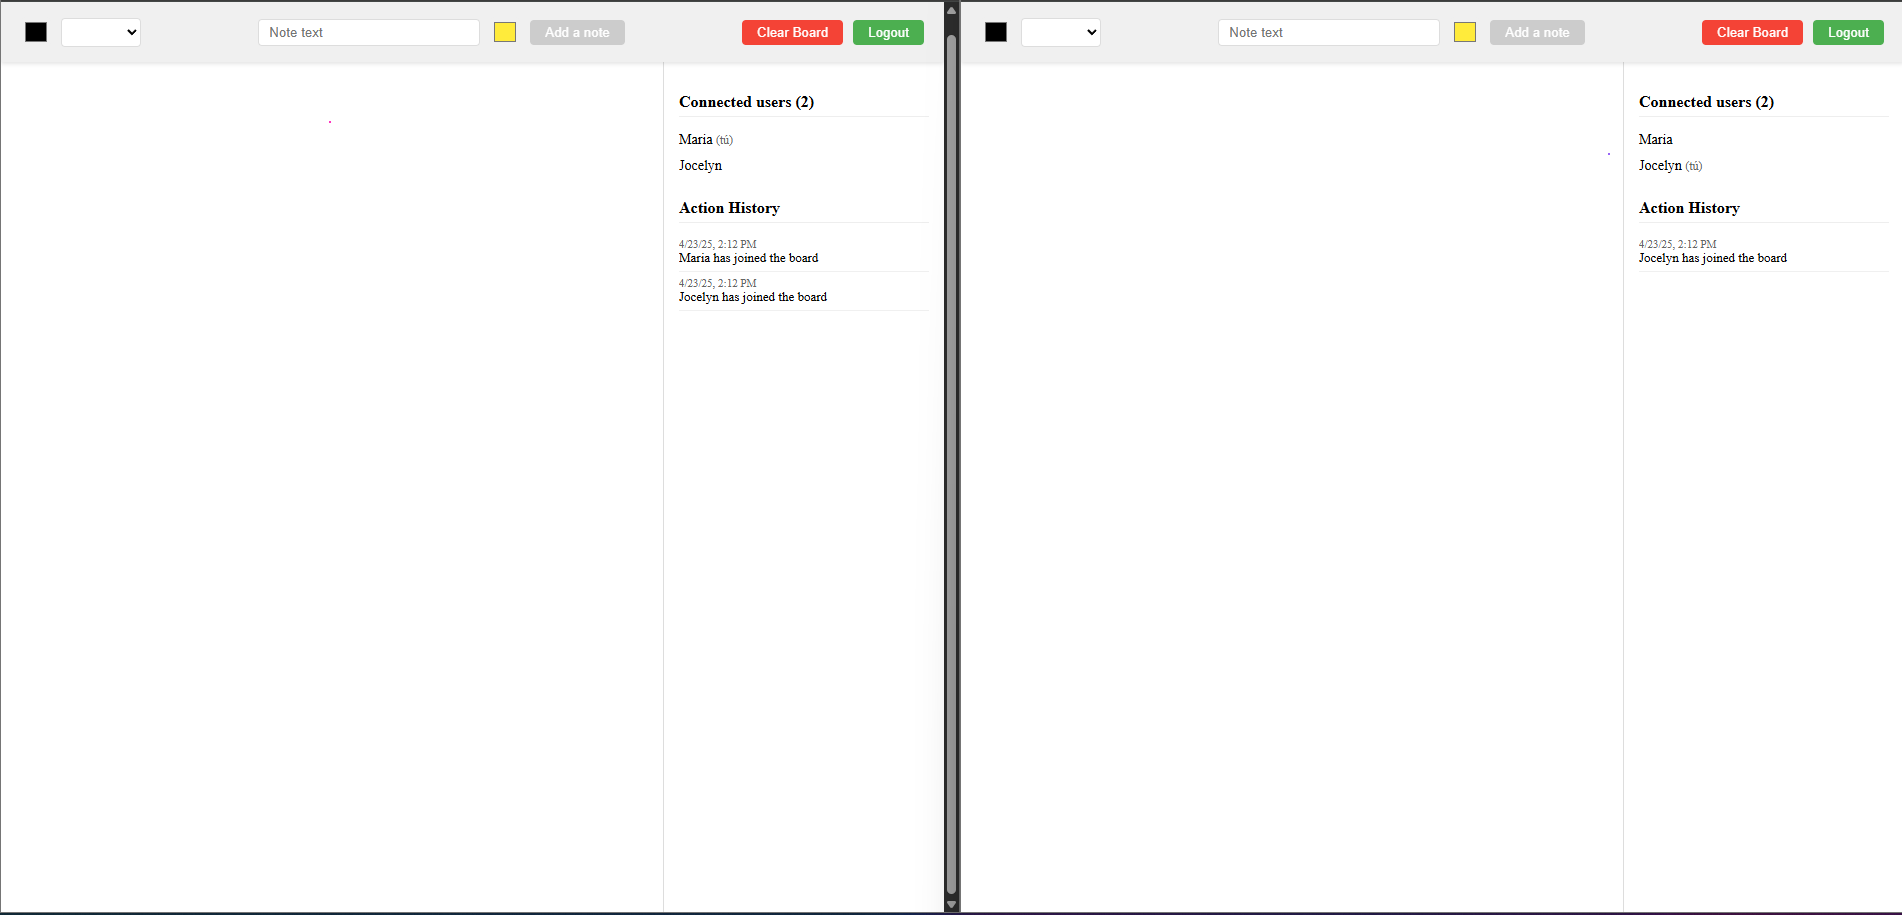 Note text
Add a note
Clear Board
Logout
Connected users (2)
Maria (tú)
Jocelyn
Action History
4/23/25, 2:12 PM
Maria has joined the board
4/23/25, 2:12 PM
Jocelyn has joined the board
Note text
Add a note
Clear Board
Logout
Connected users (2)
Maria
Jocelyn (tú)
Action History
4/23/25, 2:12 PM
Jocelyn has joined the board